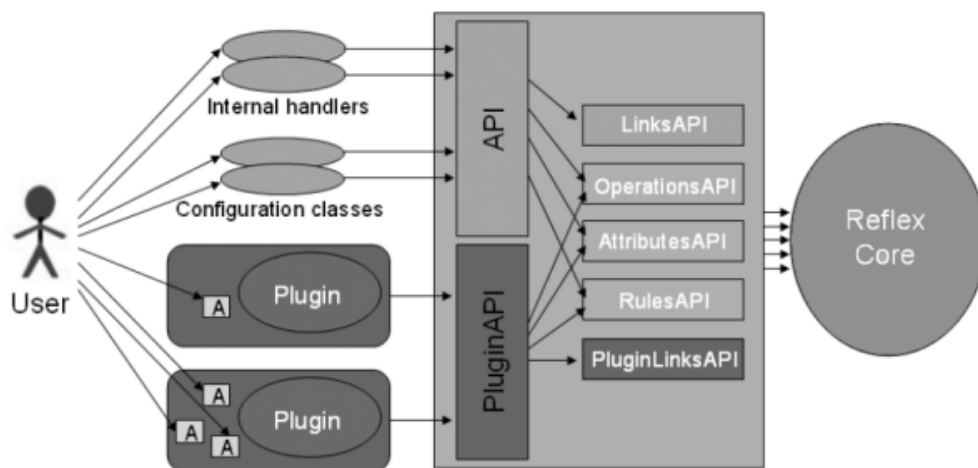 Internal handlers
Configuration classes
User
A
Plugin
A
A
A
Plugin
API
PluginAPI
LinksAPI
OperationsAPI
AttributesAPI
RulesAPI
PluginLinksAPI
Reflex
Core